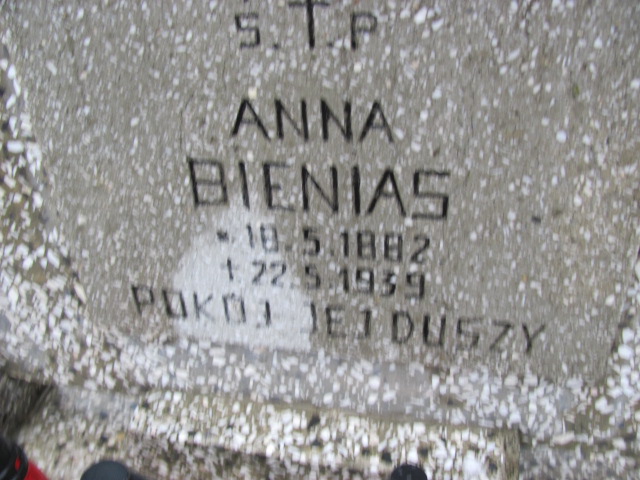 S. † P
ANNA
BIENIAS
* 18.5.1882
† 22.5.1939
POKOJ JEJ DUSZY